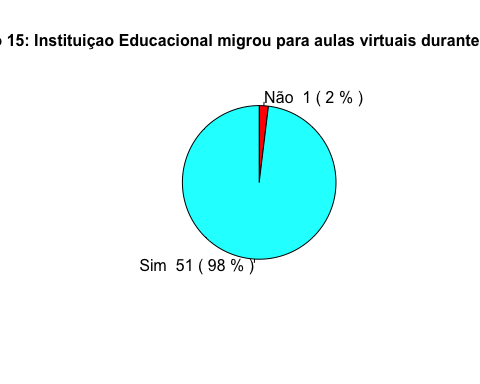 o 15: Instituiçao Educacional migrou para aulas virtuais durante
Não 1 ( 2 % )
Sim 51 ( 98 % )